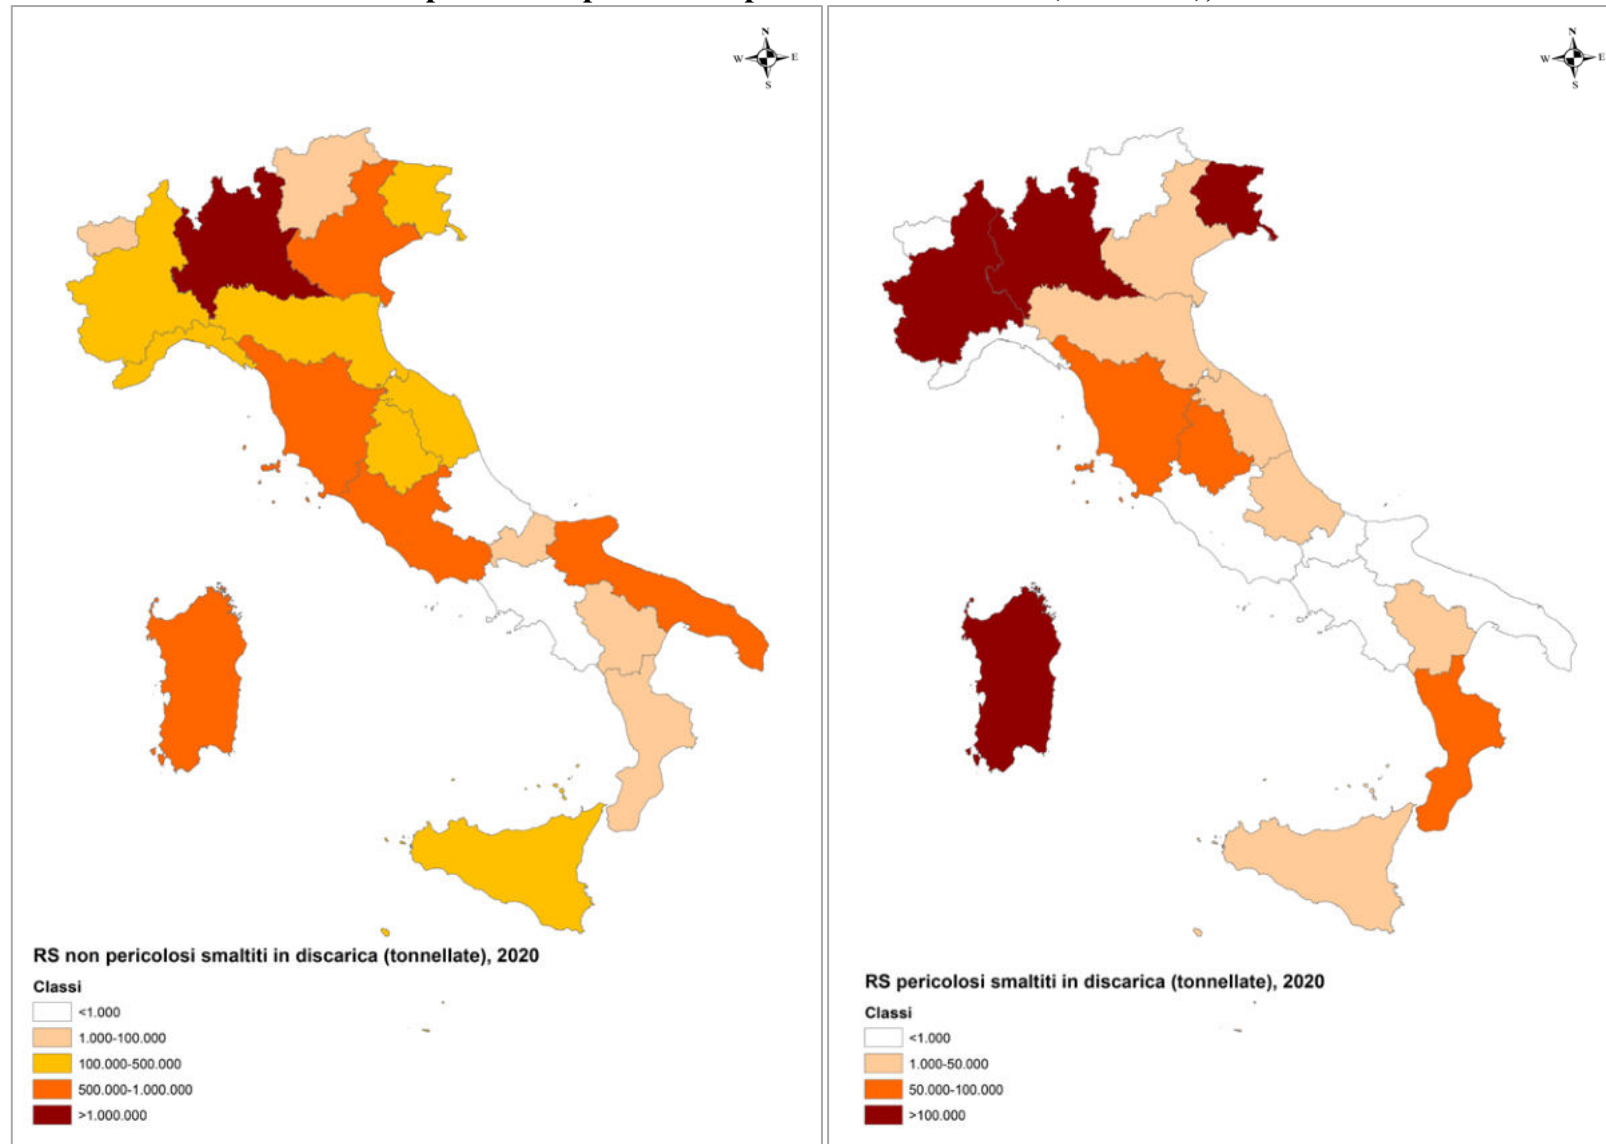 N
W E
S
RS non pericolosi smaltiti in discarica (tonnellate), 2020
Classi
<1.000
1.000-100.000
100.000-500.000
500.000-1.000.000
>1.000.000
N
W E
S
RS pericolosi smaltiti in discarica (tonnellate), 2020
Classi
<1.000
1.000-50.000
50.000-100.000
>100.000